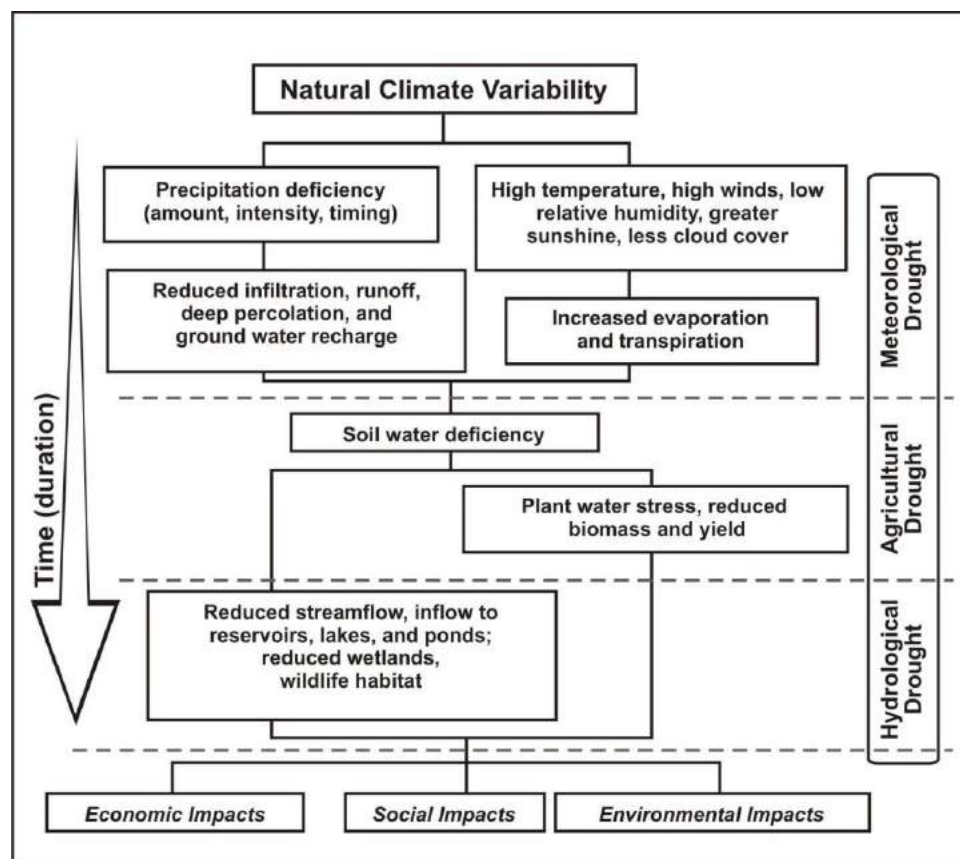 Natural Climate Variability
Precipitation deficiency
(amount, intensity, timing)
High temperature, high winds, low
relative humidity, greater
sunshine, less cloud cover
Reduced infiltration, runoff,
deep percolation, and
ground water recharge
Increased evaporation
and transpiration
Meteorological
Drought
Time (duration)
Soil water deficiency
Plant water stress, reduced
biomass and yield
Agricultural
Drought
Reduced streamflow, inflow to
reservoirs, lakes, and ponds;
reduced wetlands,
wildlife habitat
Hydrological
Drought
Economic Impacts
Social Impacts
Environmental Impacts